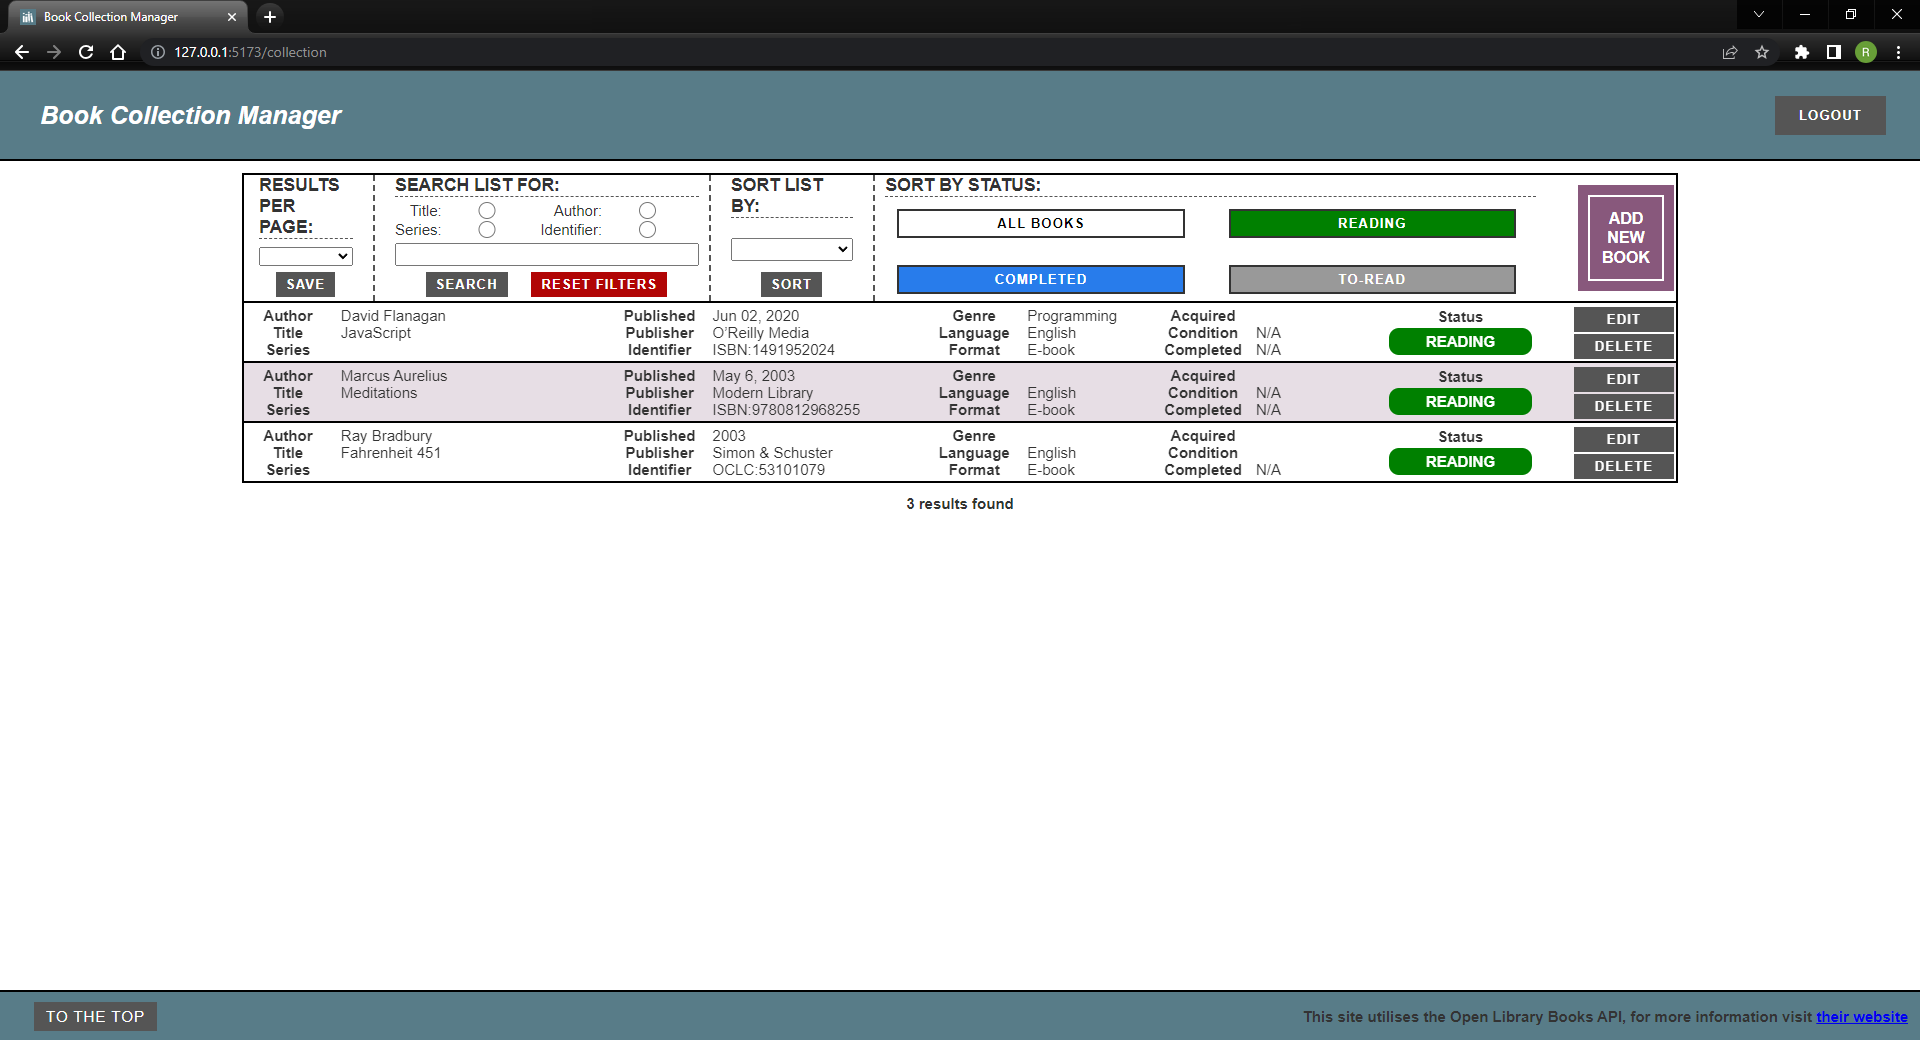 Book Collection Manager
127.0.0.1:5173/collection
R
Book Collection Manager
LOGOUT
RESULTS PER PAGE:
SAVE
SEARCH LIST FOR:
Title: Author:
Series: Identifier:
SEARCH RESET FILTERS
SORT LIST BY:
SORT
SORT BY STATUS:
ALL BOOKS READING
COMPLETED TO-READ
ADD NEW BOOK
Author David Flanagan Published Jun 02, 2020 Genre Programming Acquired Status EDIT
Title JavaScript Publisher O'Reilly Media Language English Condition N/A READING
Series Identifier ISBN:1491952024 Format E-book Completed N/A DELETE
Author Marcus Aurelius Published May 6, 2003 Genre Acquired Status EDIT
Title Meditations Publisher Modern Library Language English Condition N/A READING
Series Identifier ISBN:9780812968255 Format E-book Completed N/A DELETE
Author Ray Bradbury Published 2003 Genre Acquired Status EDIT
Title Fahrenheit 451 Publisher Simon & Schuster Language English Condition READING
Series Identifier OCLC:53101079 Format E-book Completed N/A DELETE
3 results found
TO THE TOP
This site utilises the Open Library Books API, for more information visit their website